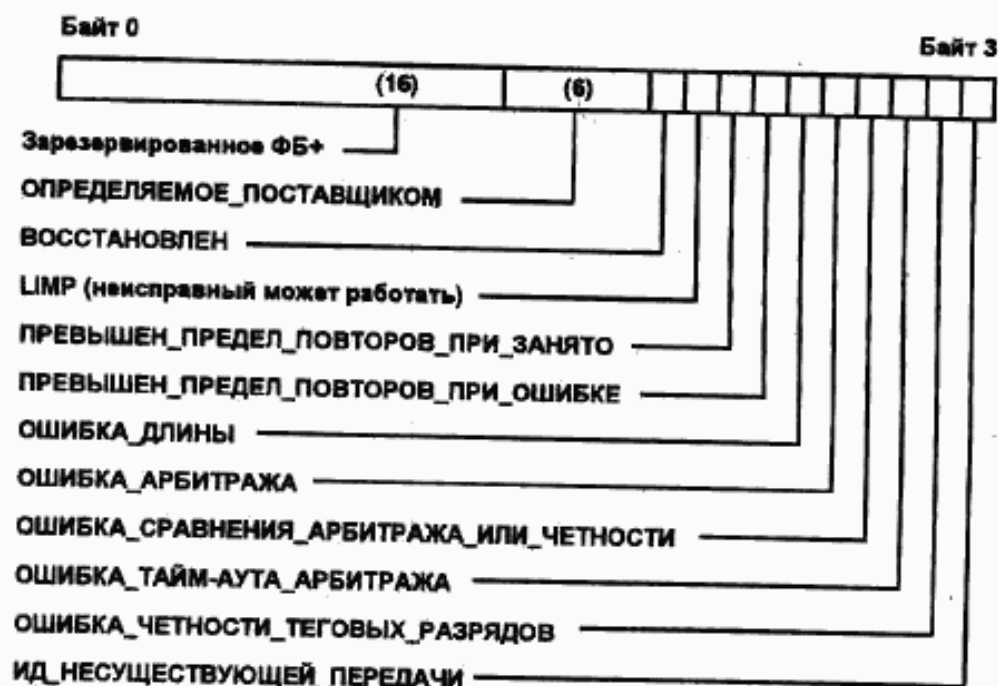 Байт 0
Байт 3
(16) (6)
Зарезервированное ФБ+
ОПРЕДЕЛЯЕМОЕ_ПОСТАВЩИКОМ
ВОССТАНОВЛЕН
LIMP (неисправный может работать)
ПРЕВЫШЕН_ПРЕДЕЛ_ПОВТОРОВ_ПРИ_ЗАНЯТО
ПРЕВЫШЕН_ПРЕДЕЛ_ПОВТОРОВ_ПРИ_ОШИБКЕ
ОШИБКА_ДЛИНЫ
ОШИБКА_АРБИТРАЖА
ОШИБКА_СРАВНЕНИЯ_АРБИТРАЖА_ИЛИ_ЧЕТНОСТИ
ОШИБКА_ТАЙМ-АУТА_АРБИТРАЖА
ОШИБКА_ЧЕТНОСТИ_ТЕГОВЫХ_РАЗРЯДОВ
ИД_НЕСУЩЕСТВУЮЩЕЙ_ПЕРЕДАЧИ